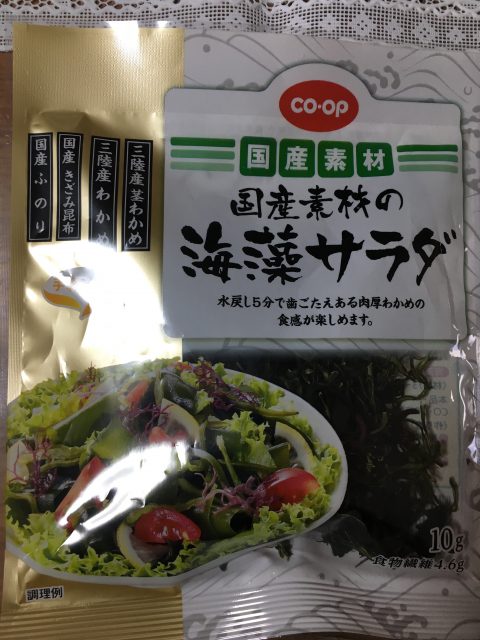 CO·OP
国産素材
国産素材の
海藻サラダ
水戻し5分で歯ごたえある肉厚わかめの
食感が楽しめます。
三陸産 茎わかめ
三陸産 わかめ
国産 きざみ昆布
国産 ふのり
10g
食物繊維4.6g
調理例